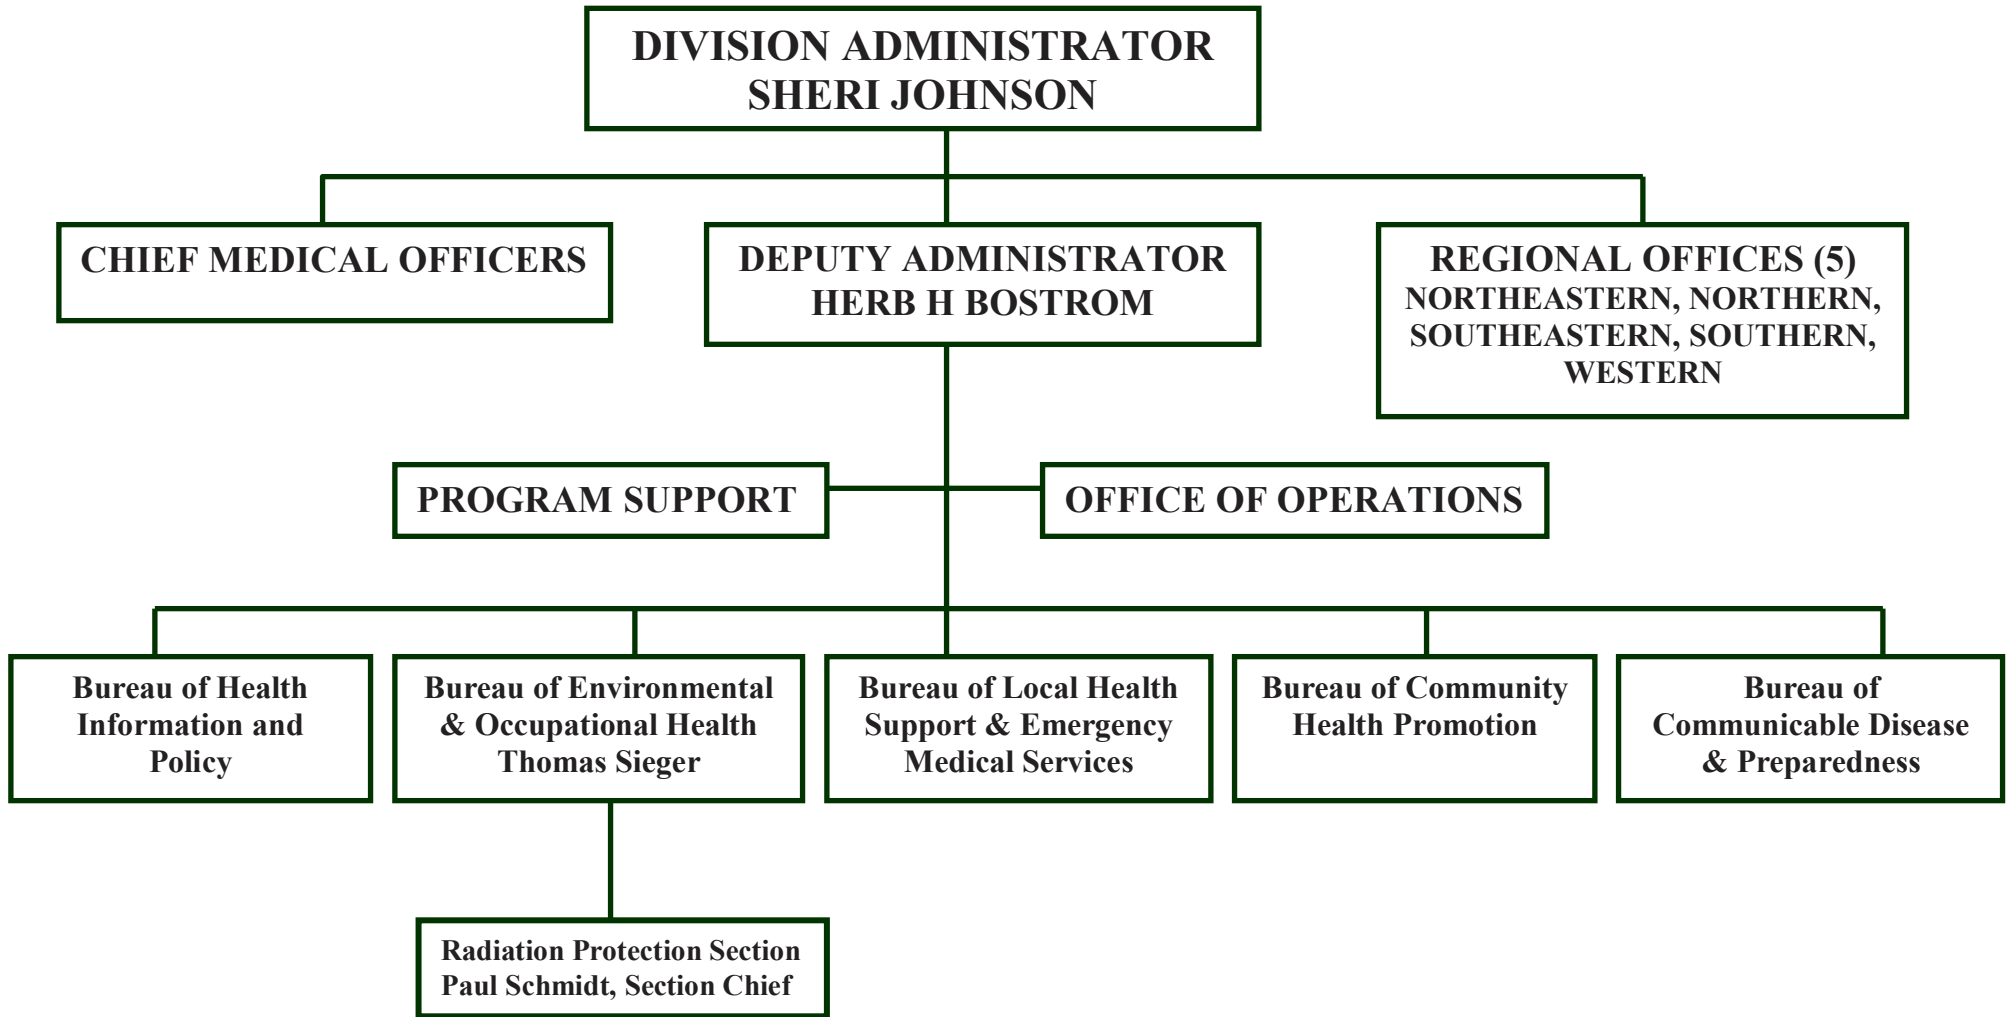 DIVISION ADMINISTRATOR
SHERI JOHNSON
CHIEF MEDICAL OFFICERS
DEPUTY ADMINISTRATOR
HERB H BOSTROM
REGIONAL OFFICES (5)
NORTHEASTERN, NORTHERN,
SOUTHEASTERN, SOUTHERN,
WESTERN
PROGRAM SUPPORT
OFFICE OF OPERATIONS
Bureau of Health
Information and
Policy
Bureau of Environmental
& Occupational Health
Thomas Sieger
Bureau of Local Health
Support & Emergency
Medical Services
Bureau of Community
Health Promotion
Bureau of
Communicable Disease
& Preparedness
Radiation Protection Section
Paul Schmidt, Section Chief